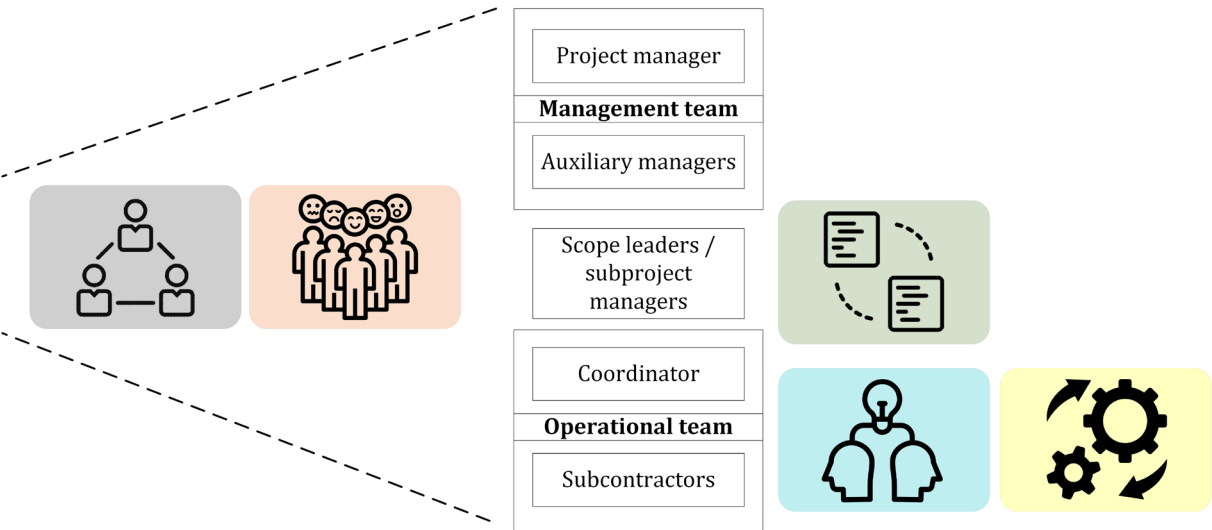 Project manager
Management team
Auxiliary managers
Scope leaders /
subproject
managers
Coordinator
Operational team
Subcontractors